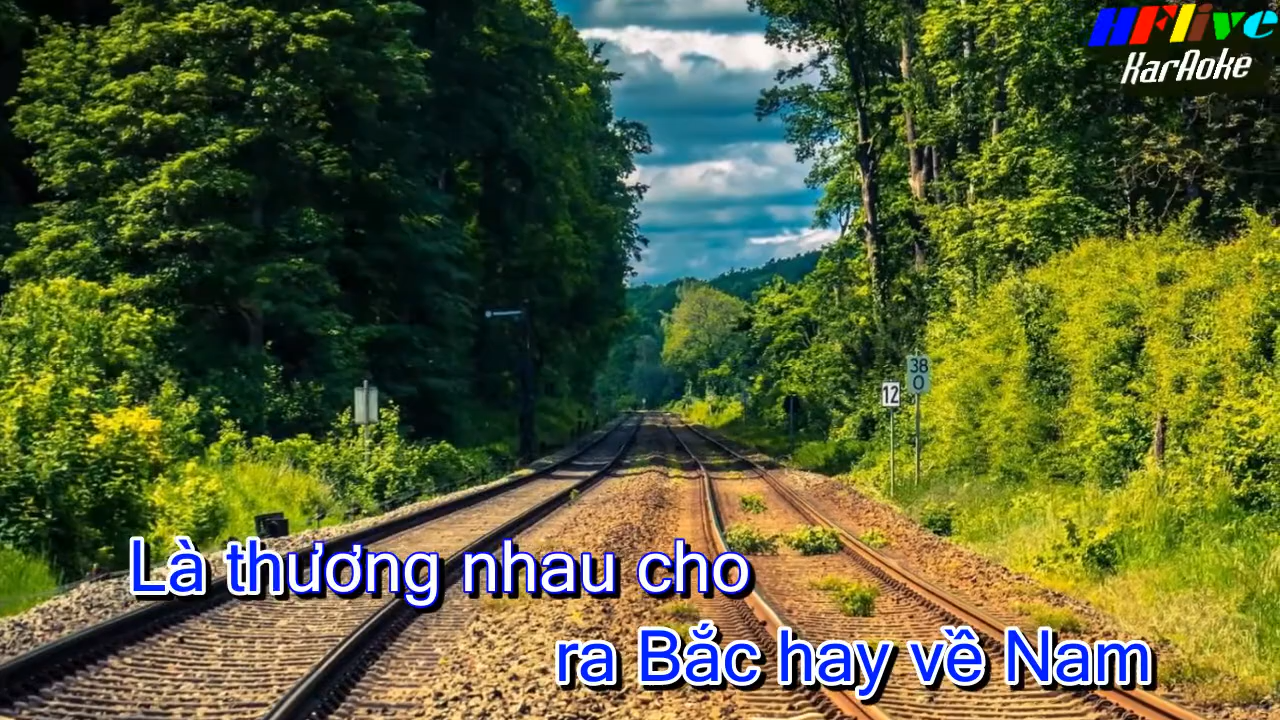 HFlive
KarAoke
38
0
12
Là thương nhau cho
ra Bắc hay về Nam